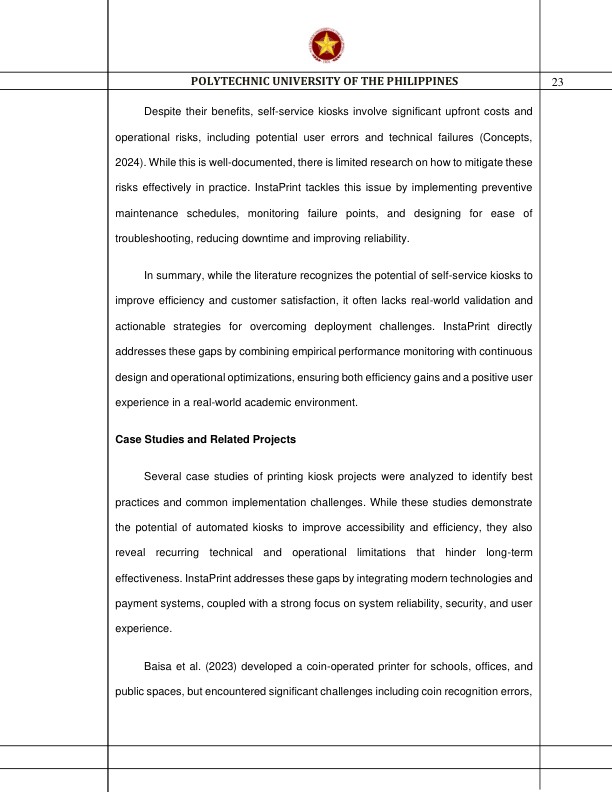 POLYTECHNIC UNIVERSITY OF THE PHILIPPINES
23
Despite their benefits, self-service kiosks involve significant upfront costs and
operational risks, including potential user errors and technical failures (Concepts,
2024). While this is well-documented, there is limited research on how to mitigate these
risks effectively in practice. InstaPrint tackles this issue by implementing preventive
maintenance schedules, monitoring failure points, and designing for ease of
troubleshooting, reducing downtime and improving reliability.
In summary, while the literature recognizes the potential of self-service kiosks to
improve efficiency and customer satisfaction, it often lacks real-world validation and
actionable strategies for overcoming deployment challenges. InstaPrint directly
addresses these gaps by combining empirical performance monitoring with continuous
design and operational optimizations, ensuring both efficiency gains and a positive user
experience in a real-world academic environment.
Case Studies and Related Projects
Several case studies of printing kiosk projects were analyzed to identify best
practices and common implementation challenges. While these studies demonstrate
the potential of automated kiosks to improve accessibility and efficiency, they also
reveal recurring technical and operational limitations that hinder long-term
effectiveness. InstaPrint addresses these gaps by integrating modern technologies and
payment systems, coupled with a strong focus on system reliability, security, and user
experience.
Baisa et al. (2023) developed a coin-operated printer for schools, offices, and
public spaces, but encountered significant challenges including coin recognition errors,